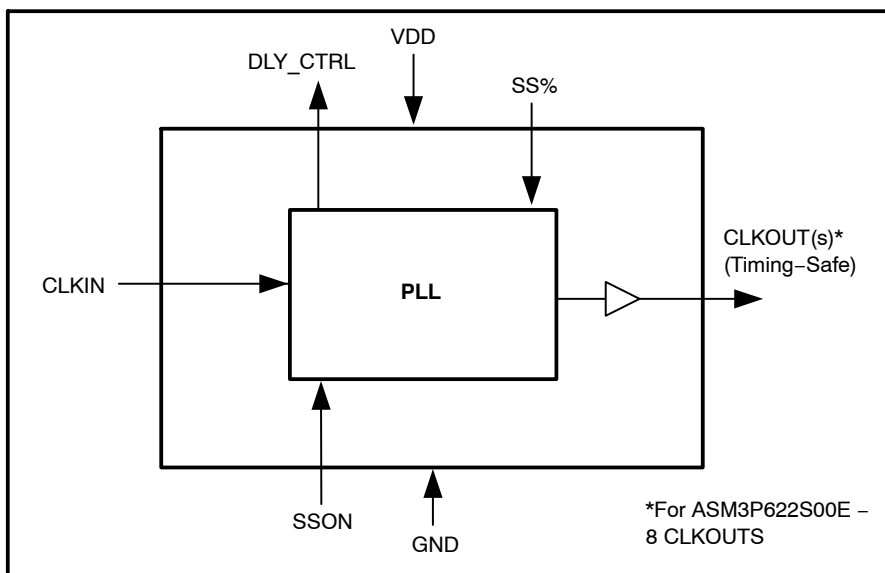 VDD
DLY_CTRL
SS%
CLKOUT(s)*
(Timing−Safe)
CLKIN
PLL
SSON
GND
*For ASM3P622S00E −
8 CLKOUTS